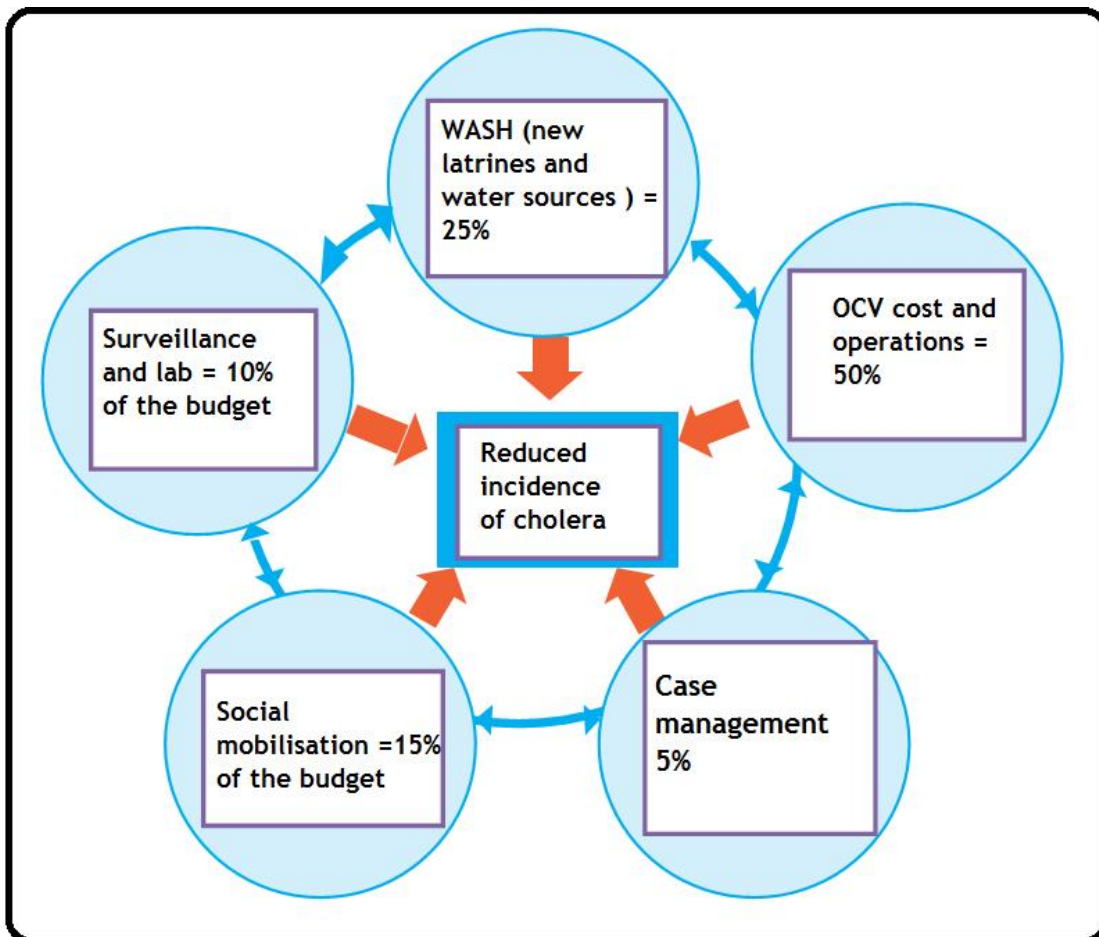 WASH (new
latrines and
water sources ) =
25%
OCV cost and
operations =
50%
Surveillance
and lab = 10%
of the budget
Reduced
incidence
of cholera
Social
mobilisation =15%
of the budget
Case
management
5%